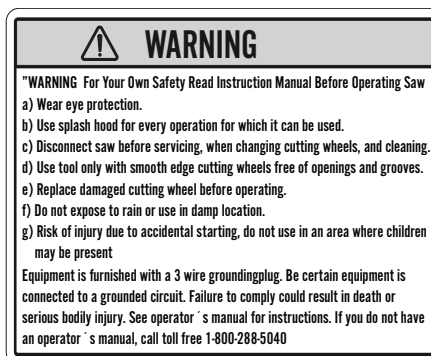 WARNING
"WARNING For Your Own Safety Read Instruction Manual Before Operating Saw
a) Wear eye protection.
b) Use splash hood for every operation for which it can be used.
c) Disconnect saw before servicing, when changing cutting wheels, and cleaning.
d) Use tool only with smooth edge cutting wheels free of openings and grooves.
e) Replace damaged cutting wheel before operating.
f) Do not expose to rain or use in damp location.
g) Risk of injury due to accidental starting, do not use in an area where children
may be present
Equipment is furnished with a 3 wire groundingplug. Be certain equipment is
connected to a grounded circuit. Failure to comply could result in death or
serious bodily injury. See operator ´ s manual for instructions. If you do not have
an operator ´ s manual, call toll free 1-800-288-5040